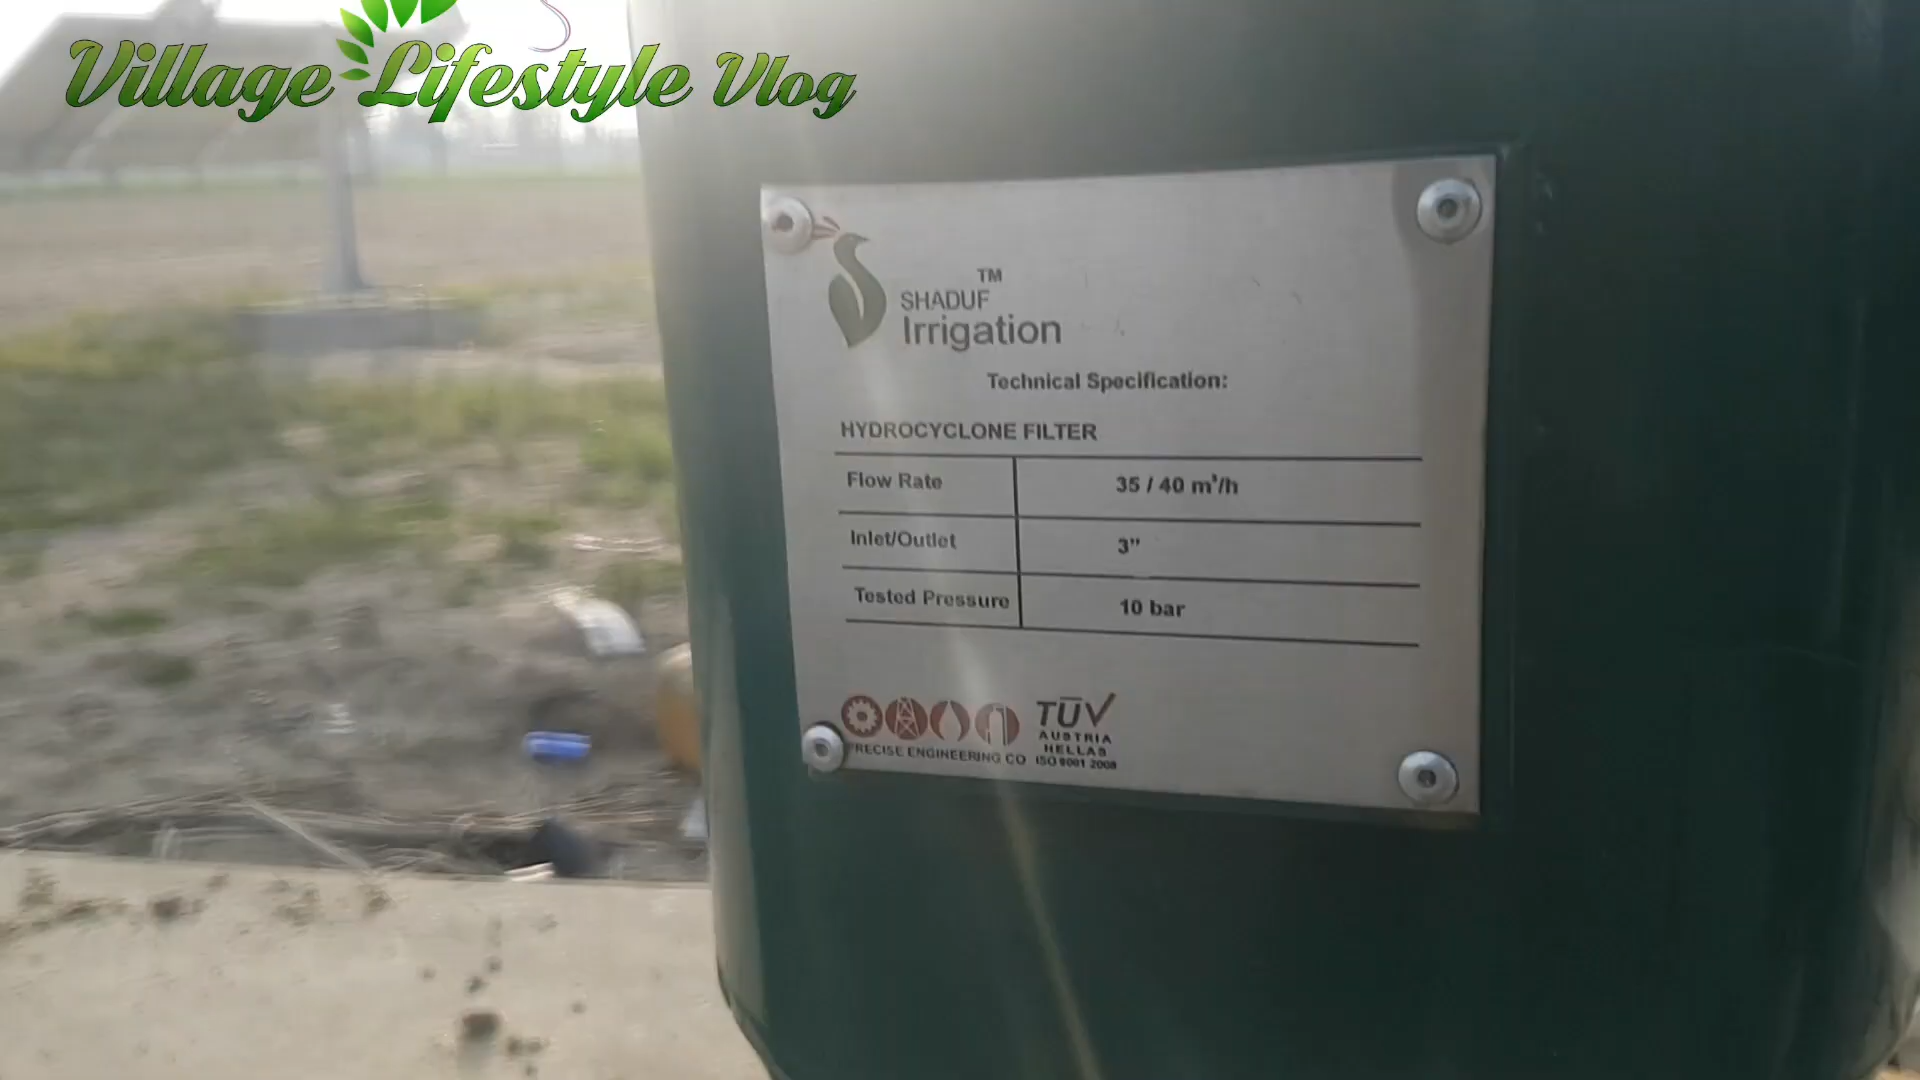 Village Lifestyle Vlog
TM
SHADUF
Irrigation
Technical Specification:
HYDROCYCLONE FILTER
Flow Rate 35 / 40 m³/h
Inlet/Outlet 3”
Tested Pressure 10 bar
TÜV
AUSTRIA
HELLAS
RECISE ENGINEERING CO ISO 9001 2008